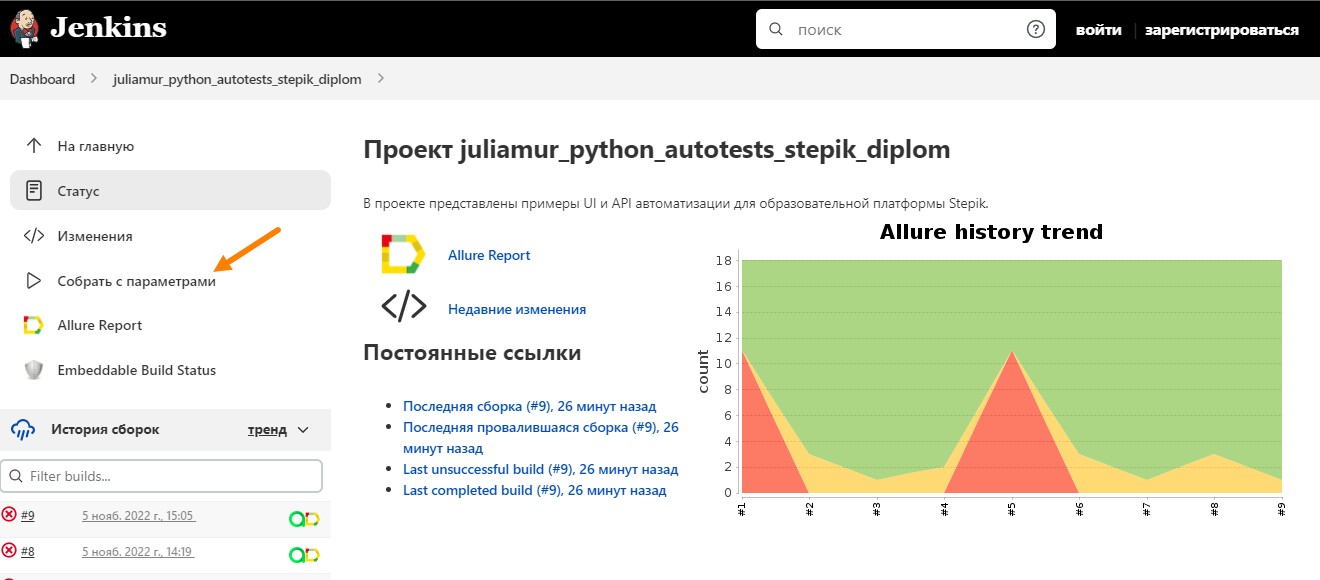 Jenkins
поиск
войти
зарегистрироваться
Dashboard
juliamur_python_autotests_stepik_diplom
На главную
Статус
Изменения
Собрать с параметрами
Allure Report
Embeddable Build Status
История сборок
тренд
Filter builds...
#9
5 нояб. 2022 г., 15:05
#8
5 нояб. 2022 г., 14:19
Проект juliamur_python_autotests_stepik_diplom
В проекте представлены примеры UI и API автоматизации для образовательной платформы Stepik.
Allure Report
Недавние изменения
Постоянные ссылки
Последняя сборка (#9), 26 минут назад
Последняя провалившаяся сборка (#9), 26
минут назад
Last unsuccessful build (#9), 26 минут назад
Last completed build (#9), 26 минут назад
Allure history trend
count
18
16
14
12
10
8
6
4
2
0
#1
#2
#3
#4
#5
#6
#7
#8
#9